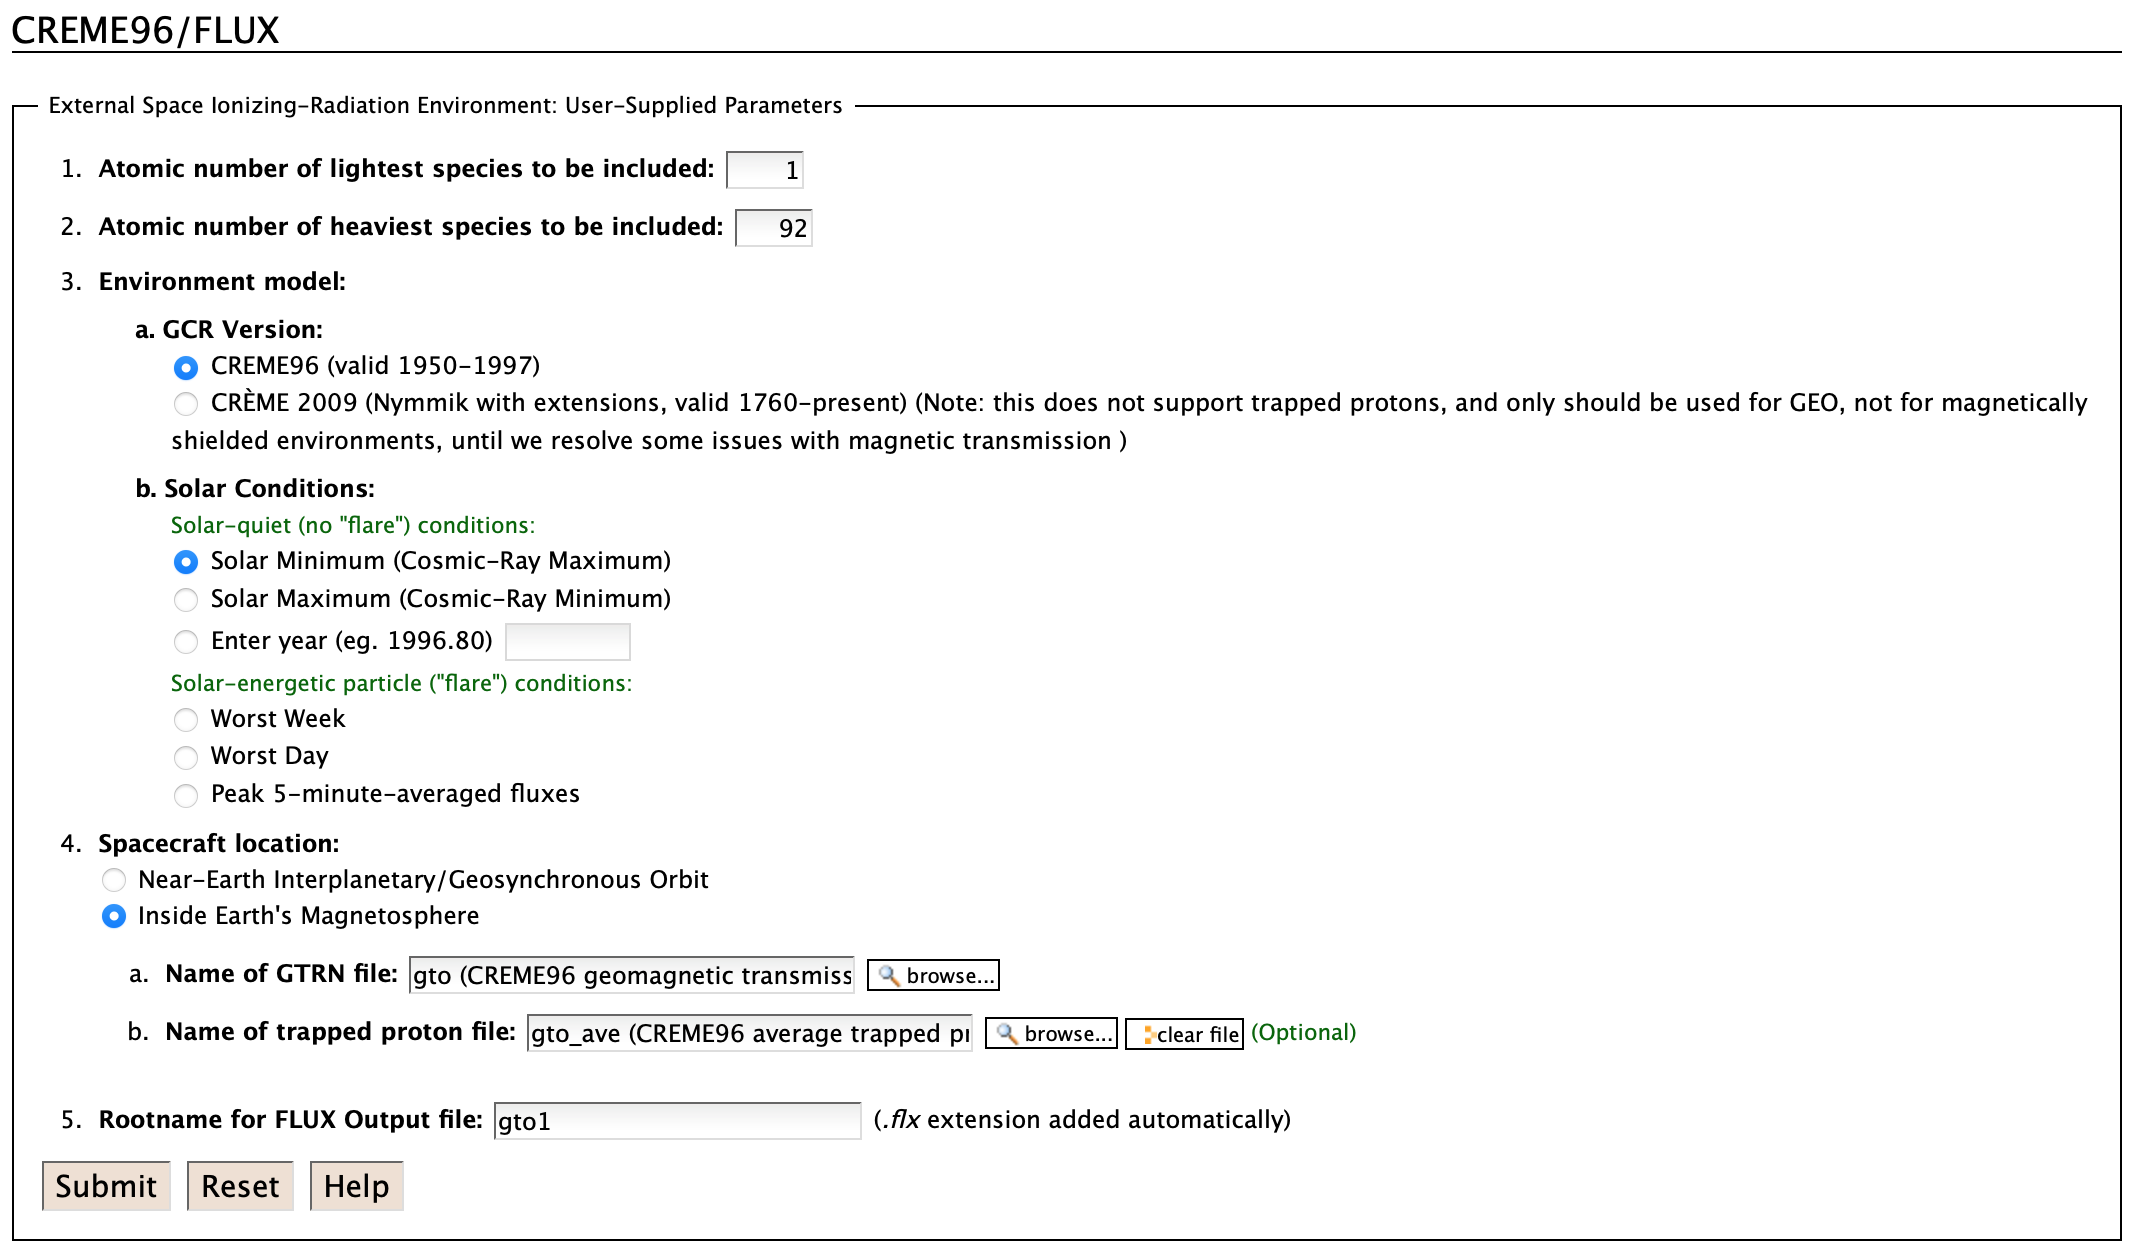 CREME96/FLUX
External Space Ionizing-Radiation Environment: User-Supplied Parameters
1. Atomic number of lightest species to be included: 1
2. Atomic number of heaviest species to be included: 92
3. Environment model:
a. GCR Version:
CREME96 (valid 1950-1997)
CRÈME 2009 (Nymmik with extensions, valid 1760-present) (Note: this does not support trapped protons, and only should be used for GEO, not for magnetically
shielded environments, until we resolve some issues with magnetic transmission )
b. Solar Conditions:
Solar-quiet (no "flare") conditions:
Solar Minimum (Cosmic-Ray Maximum)
Solar Maximum (Cosmic-Ray Minimum)
Enter year (eg. 1996.80)
Solar-energetic particle ("flare") conditions:
Worst Week
Worst Day
Peak 5-minute-averaged fluxes
4. Spacecraft location:
Near-Earth Interplanetary/Geosynchronous Orbit
Inside Earth's Magnetosphere
a. Name of GTRN file: gto (CREME96 geomagnetic transmiss browse...
b. Name of trapped proton file: gto_ave (CREME96 average trapped pr browse... clear file (Optional)
5. Rootname for FLUX Output file: gto1 (.flx extension added automatically)
Submit Reset Help